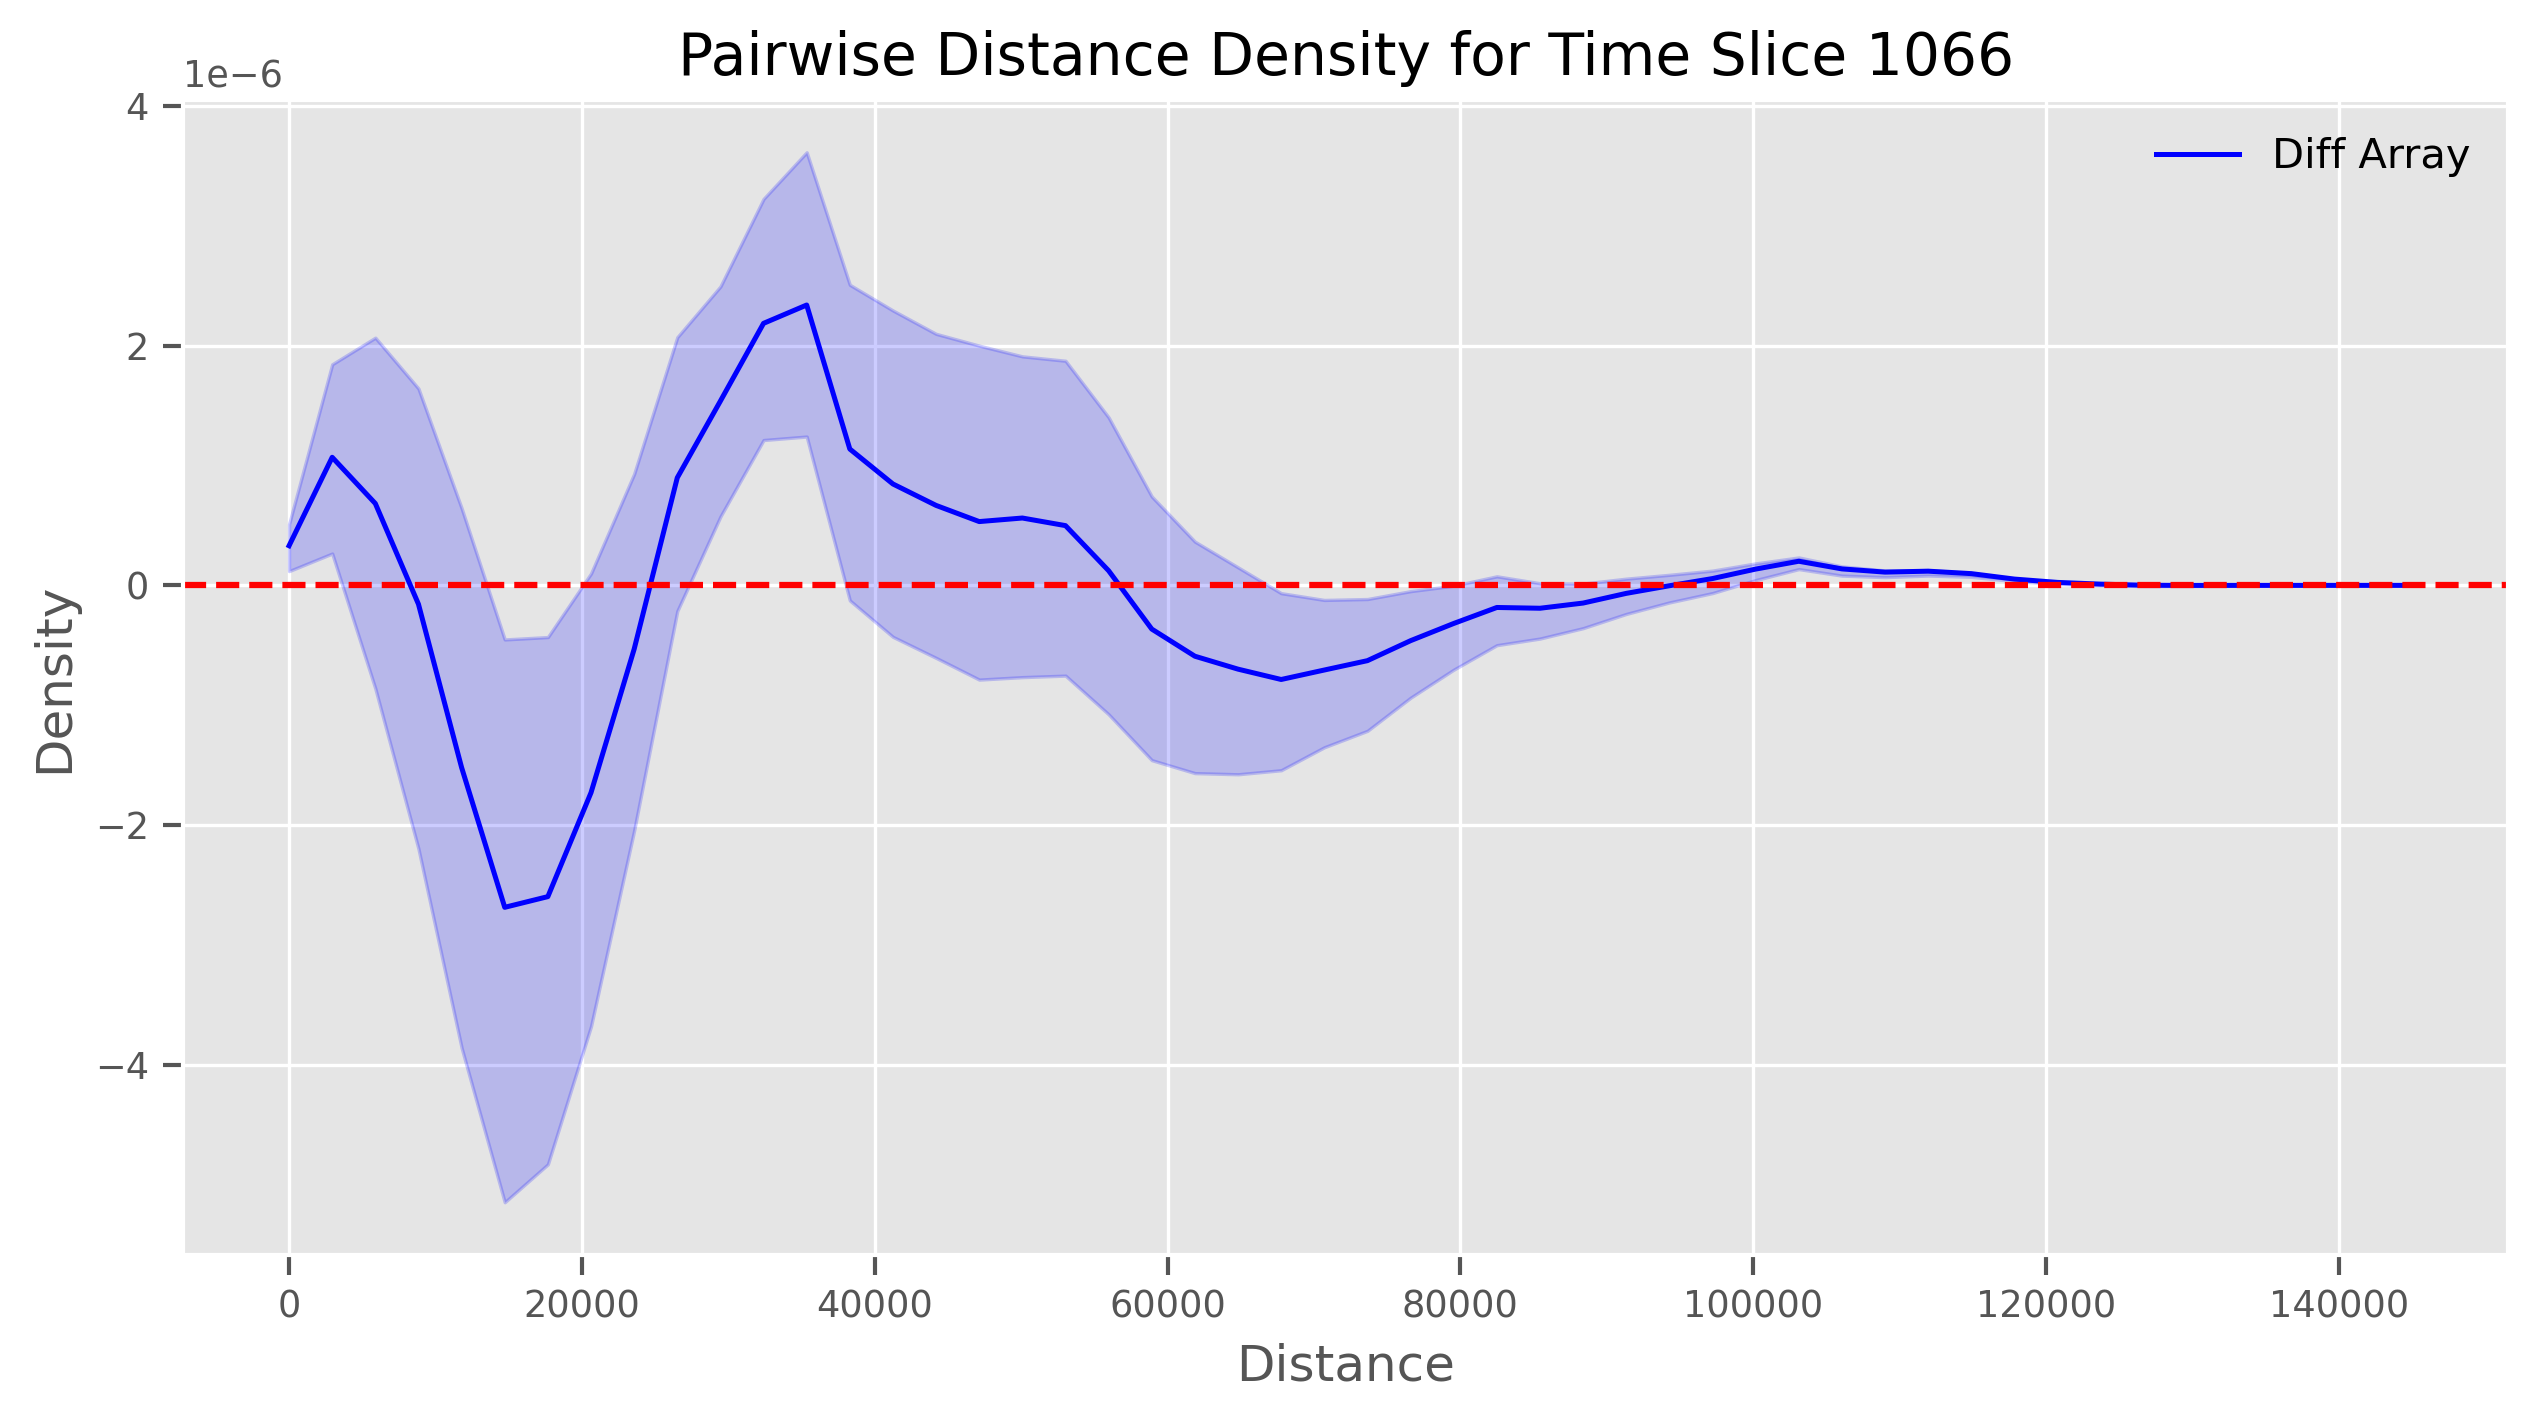 Pairwise Distance Density for Time Slice 1066
1e−6
Diff Array
4
2
0
−2
−4
Density
0 20000 40000 60000 80000 100000 120000 140000
Distance